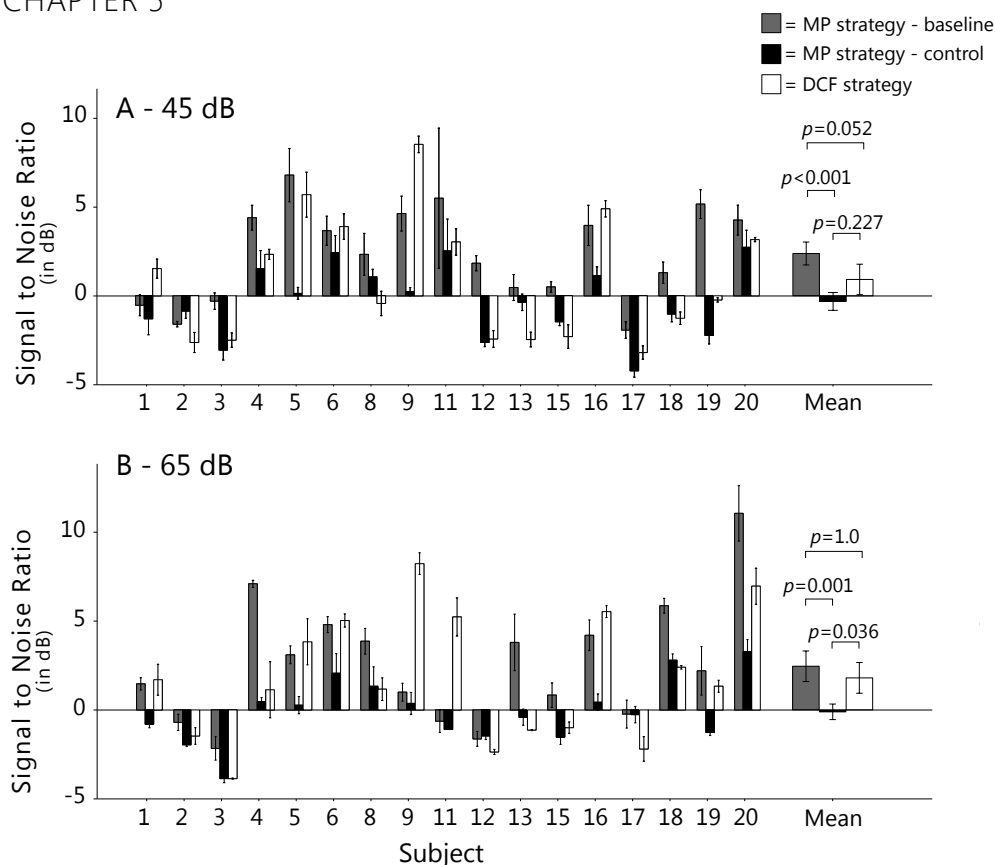 CHAPTER 5
= MP strategy - baseline
= MP strategy - control
= DCF strategy
A - 45 dB
Signal to Noise Ratio
(in dB)
10
5
0
-5
p=0.052
p<0.001
p=0.227
1 2 3 4 5 6 8 9 11 12 13 15 16 17 18 19 20 Mean
B - 65 dB
Signal to Noise Ratio
(in dB)
10
5
0
-5
p=1.0
p=0.001
p=0.036
1 2 3 4 5 6 8 9 11 12 13 15 16 17 18 19 20 Mean
Subject